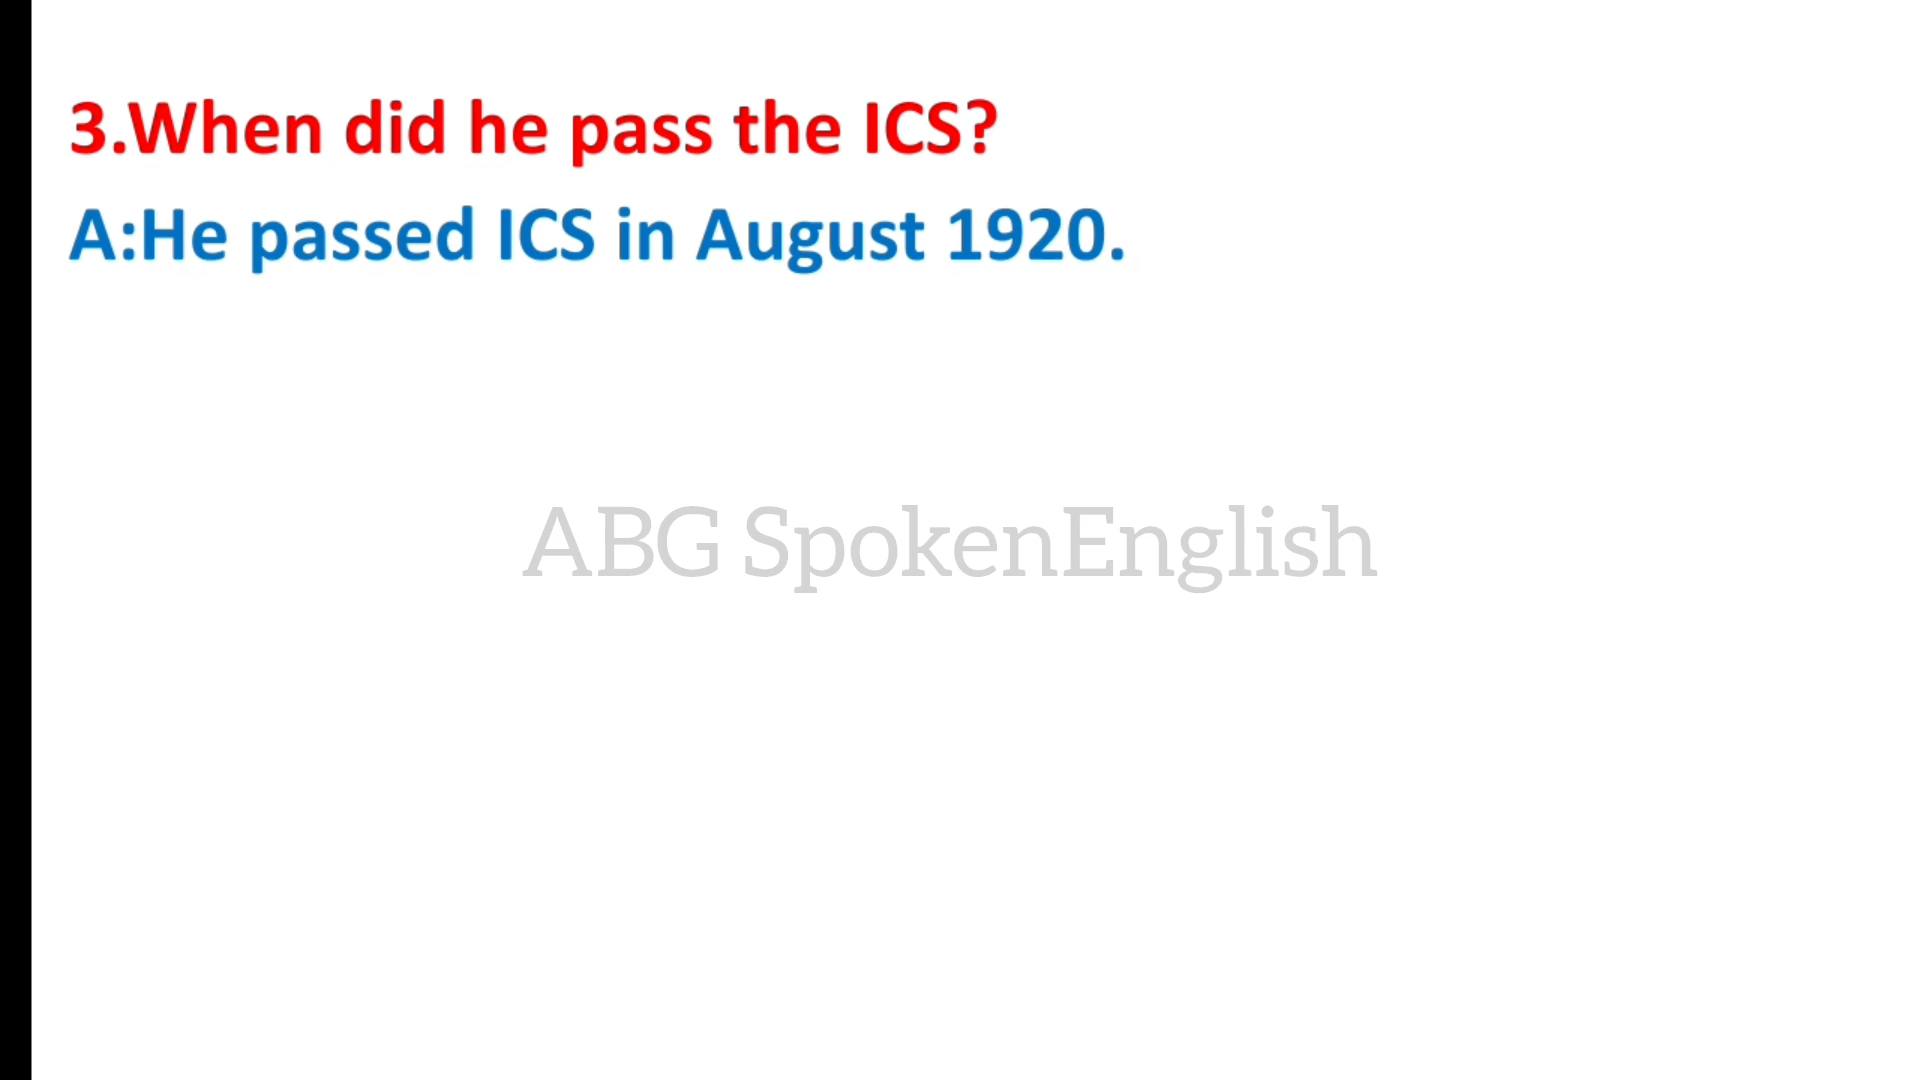 3.When did he pass the ICS?
A:He passed ICS in August 1920.
ABG SpokenEnglish